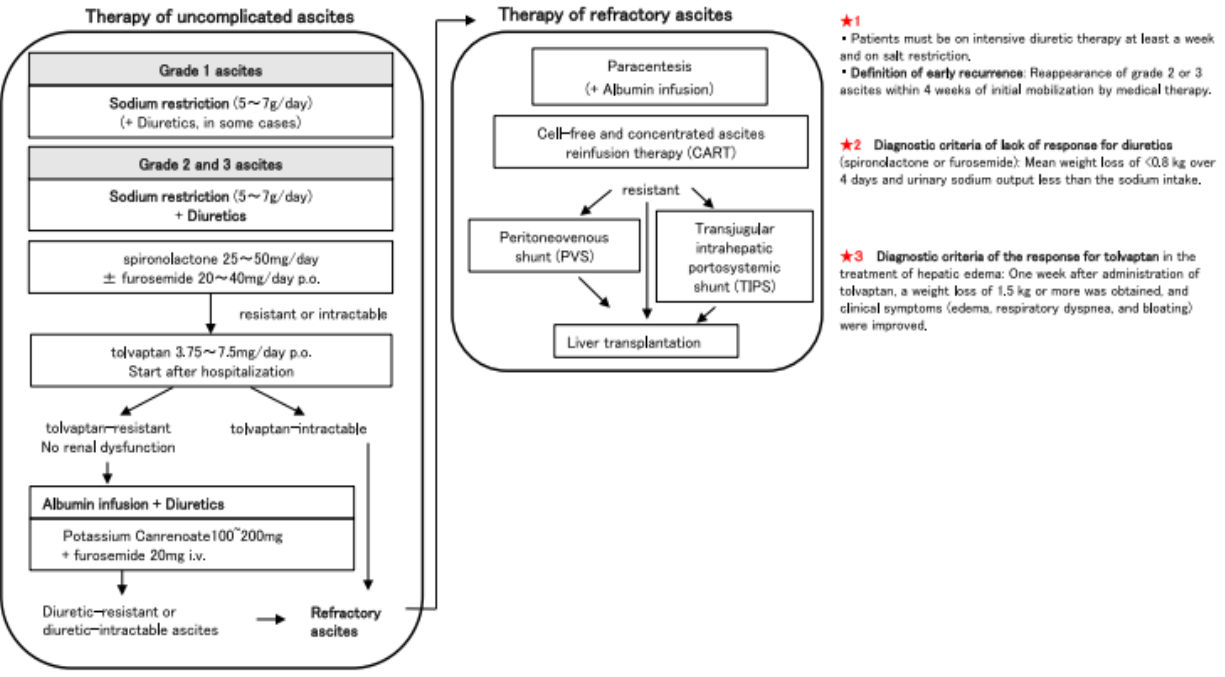 Therapy of uncomplicated ascites
Grade 1 ascites
Sodium restriction (5～7g/day)
(+ Diuretics, in some cases)
Grade 2 and 3 ascites
Sodium restriction (5～7g/day)
+ Diuretics
spironolactone 25～50mg/day
± furosemide 20～40mg/day p.o.
resistant or intractable
tolvaptan 3.75～7.5mg/day p.o.
Start after hospitalization
tolvaptan-resistant
No renal dysfunction
tolvaptan-intractable
Albumin infusion + Diuretics
Potassium Canrenoate100~200mg
+ furosemide 20mg i.v.
Diuretic-resistant or
diuretic-intractable ascites
Refractory
ascites
Therapy of refractory ascites
Paracentesis
(+ Albumin infusion)
Cell-free and concentrated ascites
reinfusion therapy (CART)
resistant
Peritoneovenous
shunt (PVS)
Transjugular
intrahepatic
portosystemic
shunt (TIPS)
Liver transplantation
★1
• Patients must be on intensive diuretic therapy at least a week
and on salt restriction.
• Definition of early recurrence: Reappearance of grade 2 or 3
ascites within 4 weeks of initial mobilization by medical therapy.
★2 Diagnostic criteria of lack of response for diuretics
(spironolactone or furosemide): Mean weight loss of <0.8 kg over
4 days and urinary sodium output less than the sodium intake.
★3 Diagnostic criteria of the response for tolvaptan in the
treatment of hepatic edema: One week after administration of
tolvaptan, a weight loss of 1.5 kg or more was obtained, and
clinical symptoms (edema, respiratory dyspnea, and bloating)
were improved.